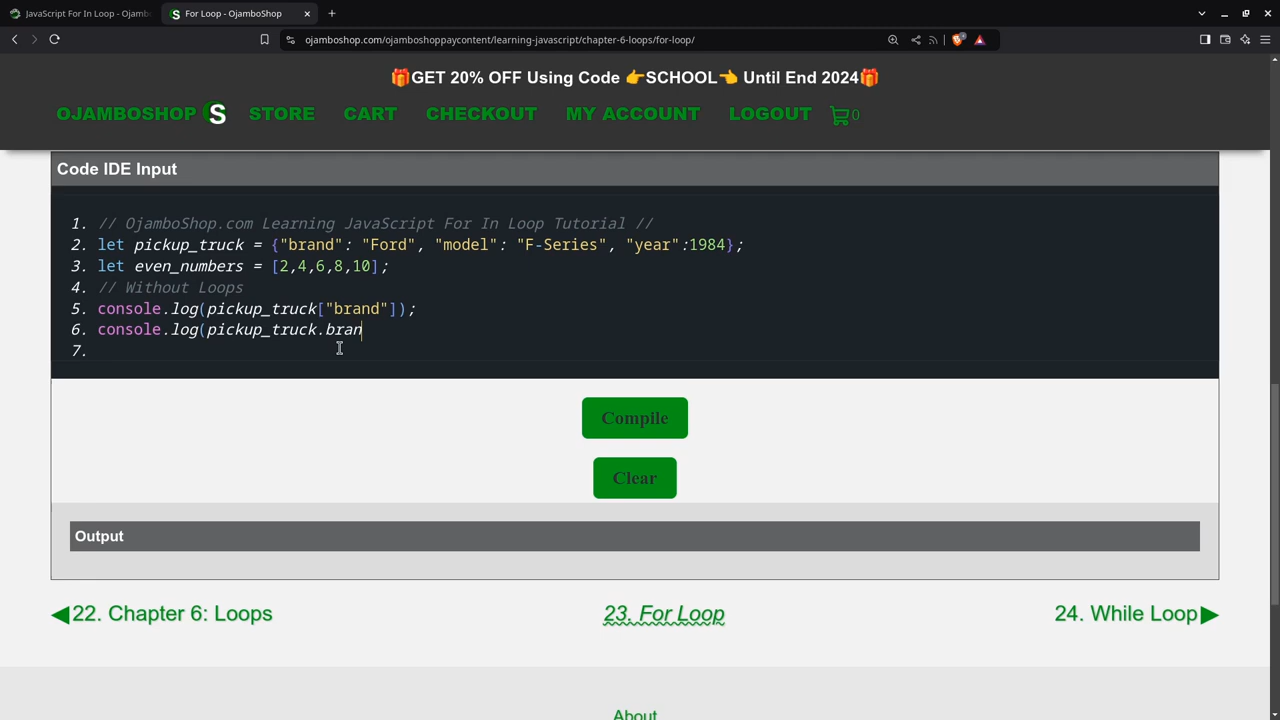 JavaScript For In Loop - Ojamb
For Loop - OjamboShop
ojamboshop.com/ojamboshoppaycontent/learning-javascript/chapter-6-loops/for-loop/
🎁GET 20% OFF Using Code 👉SCHOOL👈 Until End 2024🎁
OJAMBOSHOP S STORE CART CHECKOUT MY ACCOUNT LOGOUT 0
Code IDE Input
1. // OjamboShop.com Learning JavaScript For In Loop Tutorial //
2. let pickup_truck = {"brand": "Ford", "model": "F-Series", "year":1984};
3. let even_numbers = [2,4,6,8,10];
4. // Without Loops
5. console.log(pickup_truck["brand"]);
6. console.log(pickup_truck.bran
7.
Compile
Clear
Output
◀22. Chapter 6: Loops 23. For Loop 24. While Loop▶
About